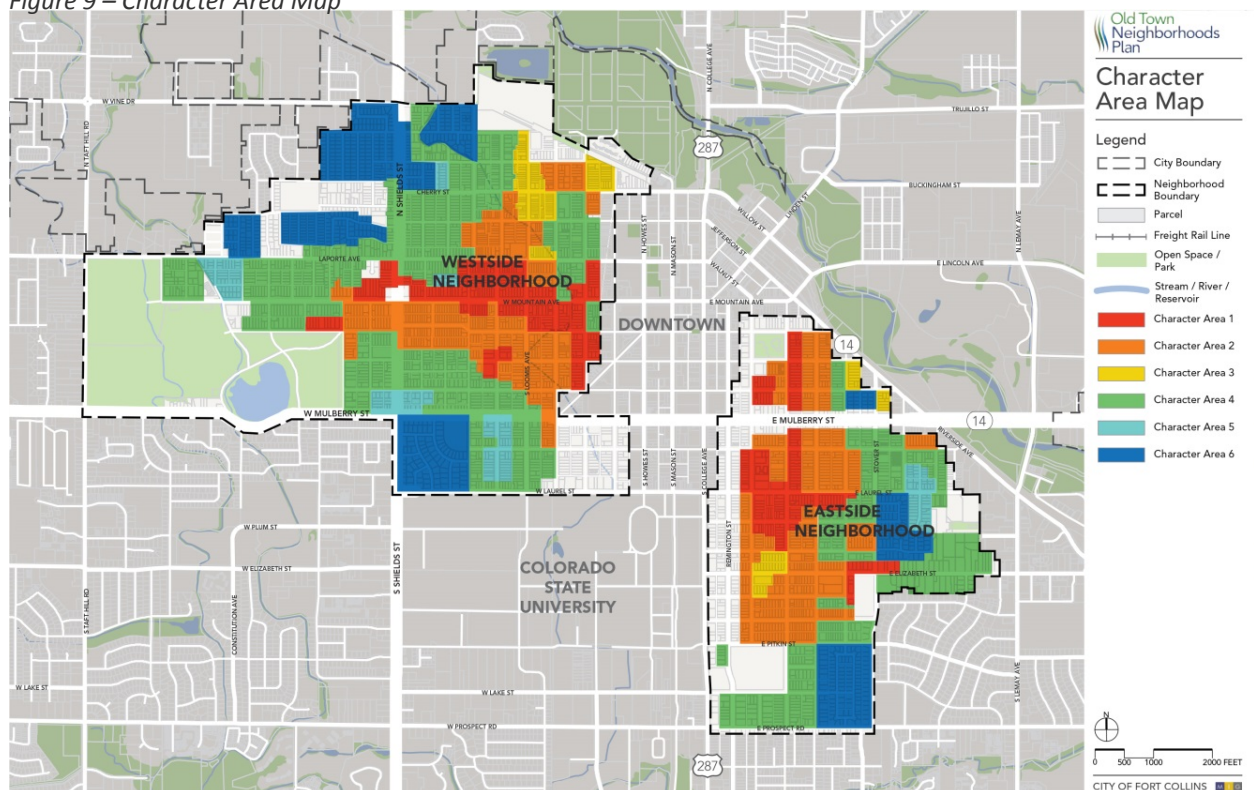 Figure 9 – Character Area Map
Old Town
Neighborhoods
Plan
Character
Area Map
Legend
City Boundary
Neighborhood
Boundary
Parcel
Freight Rail Line
Open Space /
Park
Stream / River /
Reservoir
Character Area 1
Character Area 2
Character Area 3
Character Area 4
Character Area 5
Character Area 6
N
0 500 1000 2000 FEET
CITY OF FORT COLLINS
W VINE DR
N TAFT HILL RD
N SHIELDS ST
CHERRY ST
LAPORTE AVE
WESTSIDE
NEIGHBORHOOD
W MOUNTAIN AVE
S LOOMIS AVE
W MULBERRY ST
W LAUREL ST
N COLLEGE AVE
287
TRUJILLO ST
BUCKINGHAM ST
WILLOW ST
LINDEN ST
JEFFERSON ST
WALNUT ST
N HOWES ST
N MASON ST
N LEMAY AVE
E LINCOLN AVE
E MOUNTAIN AVE
DOWNTOWN
14
E MULBERRY ST
14
RIVERSIDE AVE
S HOWES ST
S MASON ST
S COLLEGE AVE
STOVER ST
E LAUREL ST
EASTSIDE
NEIGHBORHOOD
REMINGTON ST
E ELIZABETH ST
E PITKIN ST
E PROSPECT RD
S LEMAY AVE
COLORADO
STATE
UNIVERSITY
W PLUM ST
W ELIZABETH ST
S SHIELDS ST
S TAFT HILL RD
CONSTITUTION AVE
W LAKE ST
W LAKE ST
W PROSPECT RD
287